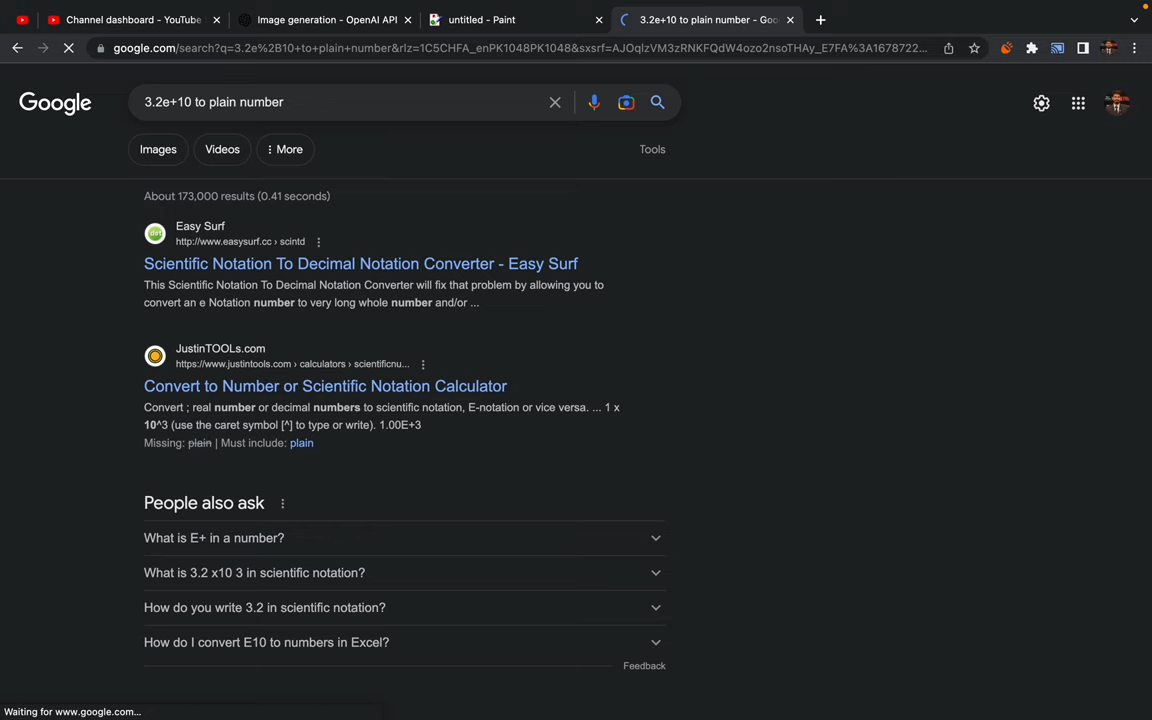 Channel dashboard - YouTube
Image generation - OpenAI API
untitled - Paint
3.2e+10 to plain number - Goo
google.com/search?q=3.2e%2B10+to+plain+number&rlz=1C5CHFA_enPK1048PK1048&sxsrf=AJOqlzVM3zRNKFQdW4ozo2nsoTHAy_E7FA%3A1678722...
Google
3.2e+10 to plain number
Images
Videos
More
Tools
About 173,000 results (0.41 seconds)
Easy Surf
http://www.easysurf.cc › scintd
Scientific Notation To Decimal Notation Converter - Easy Surf
This Scientific Notation To Decimal Notation Converter will fix that problem by allowing you to
convert an e Notation number to very long whole number and/or ...
JustinTOOLs.com
https://www.justintools.com › calculators › scientificnu...
Convert to Number or Scientific Notation Calculator
Convert ; real number or decimal numbers to scientific notation, E-notation or vice versa. ... 1 x
10^3 (use the caret symbol [^] to type or write). 1.00E+3
Missing: plain | Must include: plain
People also ask
What is E+ in a number?
What is 3.2 x10 3 in scientific notation?
How do you write 3.2 in scientific notation?
How do I convert E10 to numbers in Excel?
Feedback
Waiting for www.google.com...